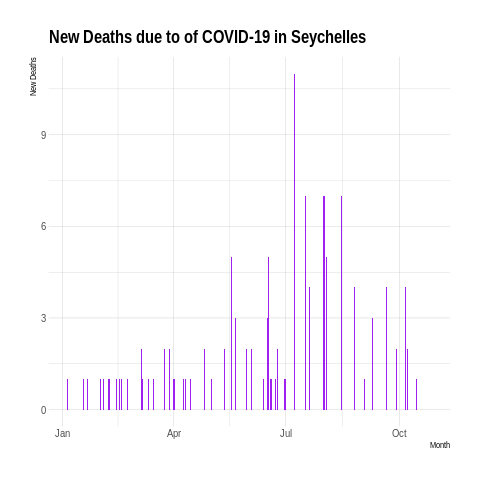 New Deaths due to of COVID-19 in Seychelles
New Deaths
9
6
3
0
Jan Apr Jul Oct
Month